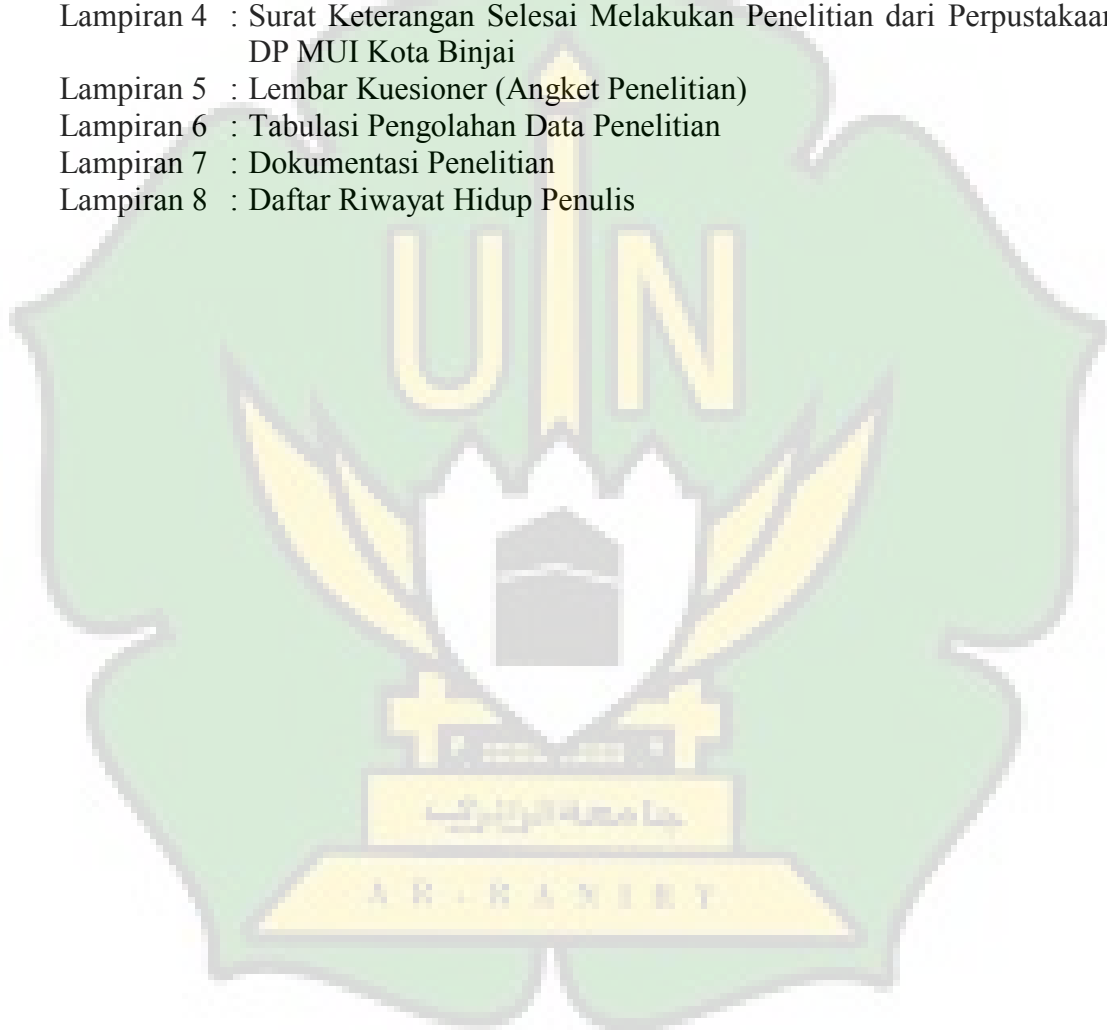 Lampiran 4 : Surat Keterangan Selesai Melakukan Penelitian dari Perpustakaan
DP MUI Kota Binjai
Lampiran 5 : Lembar Kuesioner (Angket Penelitian)
Lampiran 6 : Tabulasi Pengolahan Data Penelitian
Lampiran 7 : Dokumentasi Penelitian
Lampiran 8 : Daftar Riwayat Hidup Penulis
UIN
جامعة الرانيري
AR-RANIRY